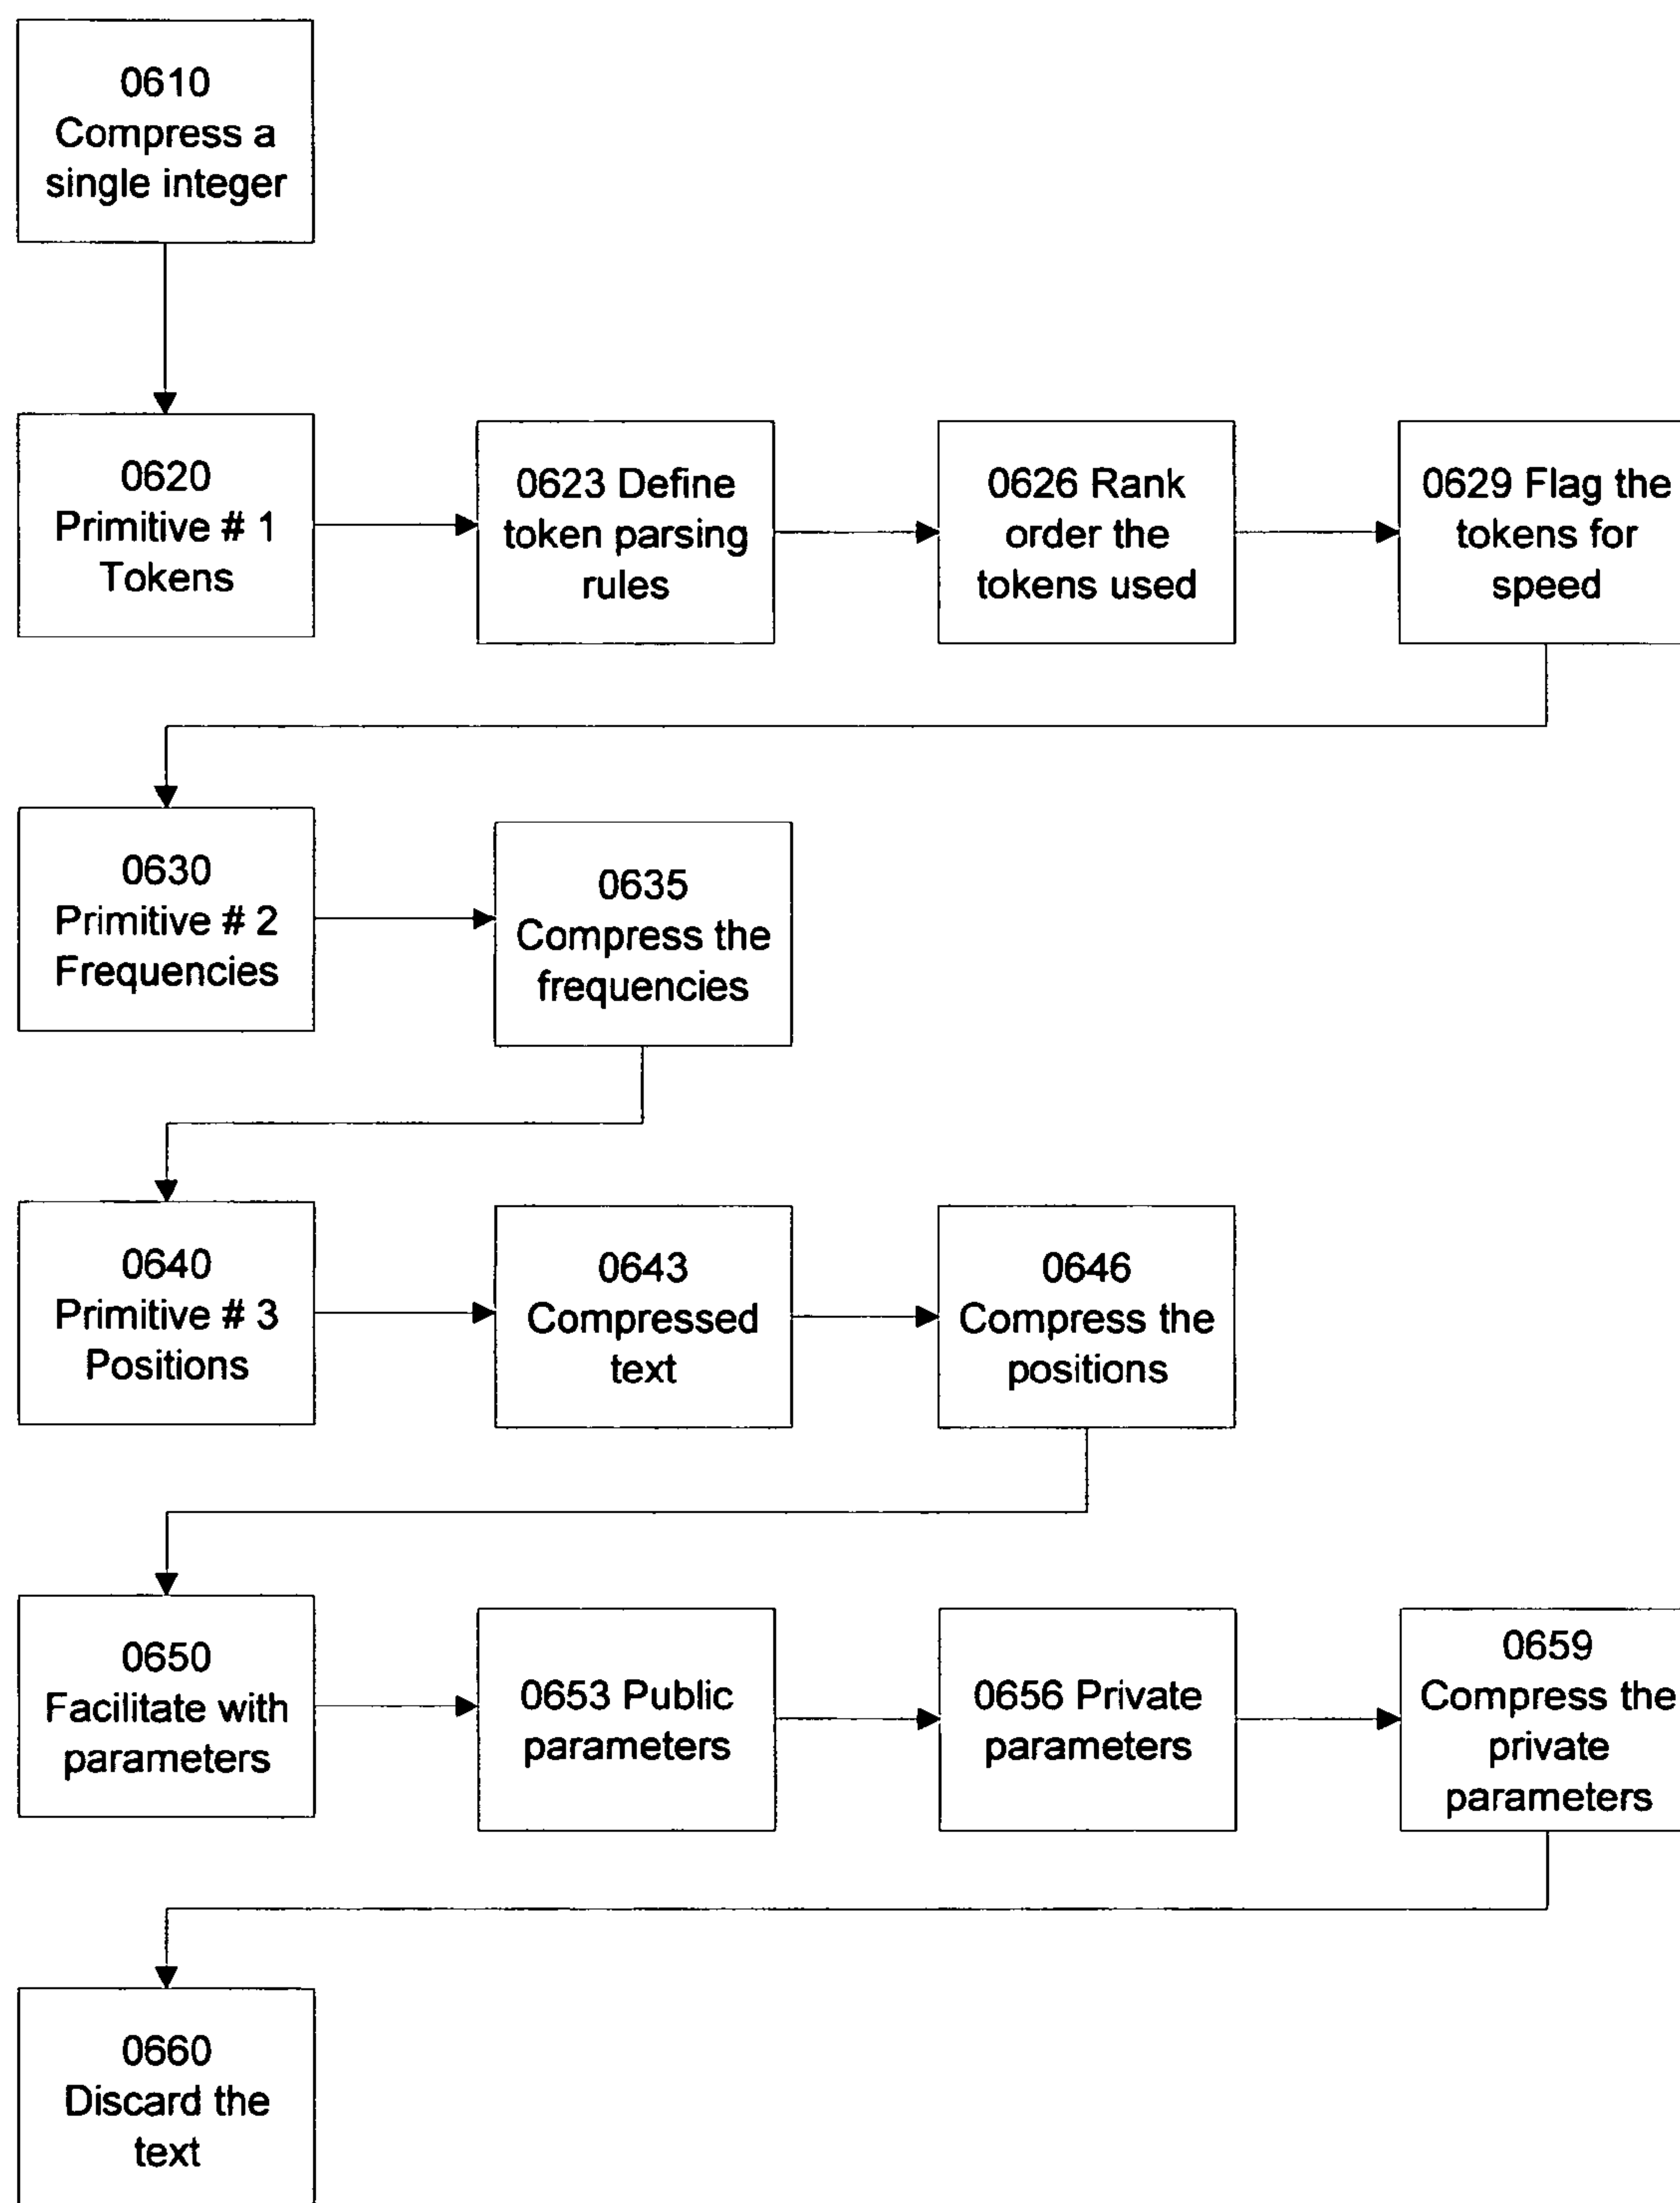 0610
Compress a
single integer
0620
Primitive # 1
Tokens
0623 Define
token parsing
rules
0626 Rank
order the
tokens used
0629 Flag the
tokens for
speed
0630
Primitive # 2
Frequencies
0635
Compress the
frequencies
0640
Primitive # 3
Positions
0643
Compressed
text
0646
Compress the
positions
0650
Facilitate with
parameters
0653 Public
parameters
0656 Private
parameters
0659
Compress the
private
parameters
0660
Discard the
text